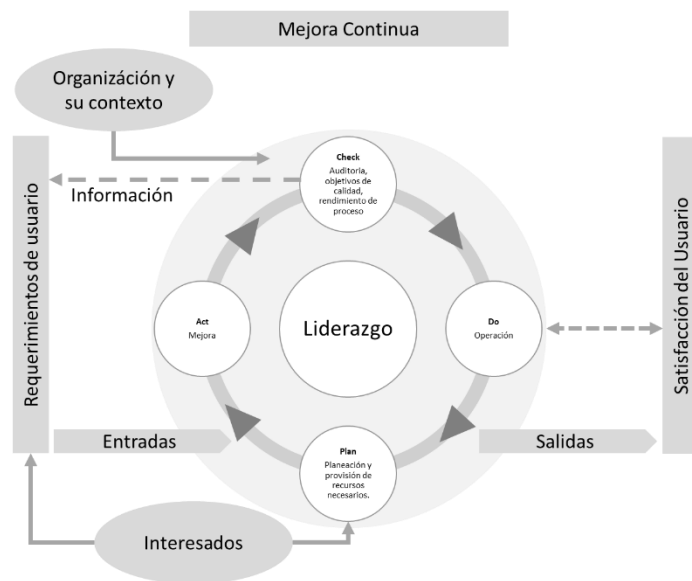 Mejora Continua
Organizáción y
su contexto
Check
Auditoria,
objetivos de
calidad,
rendimiento de
proceso
Información
Requerimientos de usuario
Satisfacción del Usuario
Act
Mejora
Liderazgo
Do
Operación
Entradas
Salidas
Plan
Planeación y
provisión de
recursos
necesarios.
Interesados